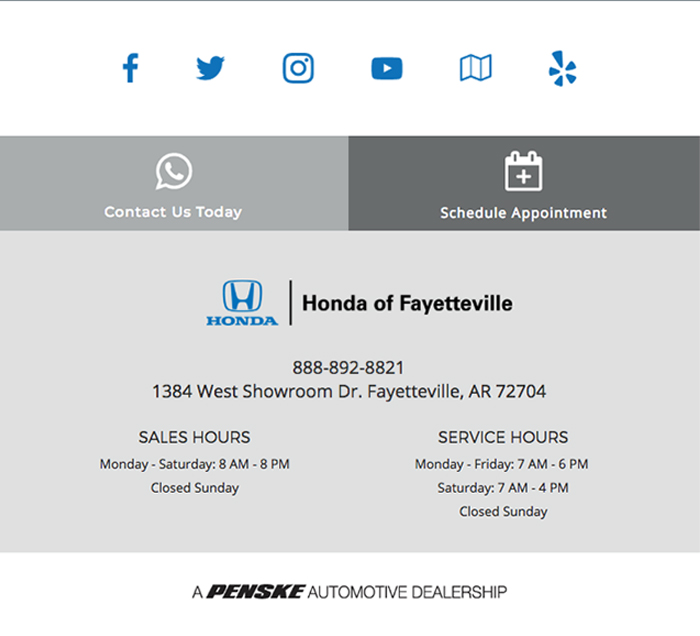 Contact Us Today
Schedule Appointment
HONDA
Honda of Fayetteville
888-892-8821
1384 West Showroom Dr. Fayetteville, AR 72704
SALES HOURS
Monday - Saturday: 8 AM - 8 PM
Closed Sunday
SERVICE HOURS
Monday - Friday: 7 AM - 6 PM
Saturday: 7 AM - 4 PM
Closed Sunday
A PENSKE AUTOMOTIVE DEALERSHIP